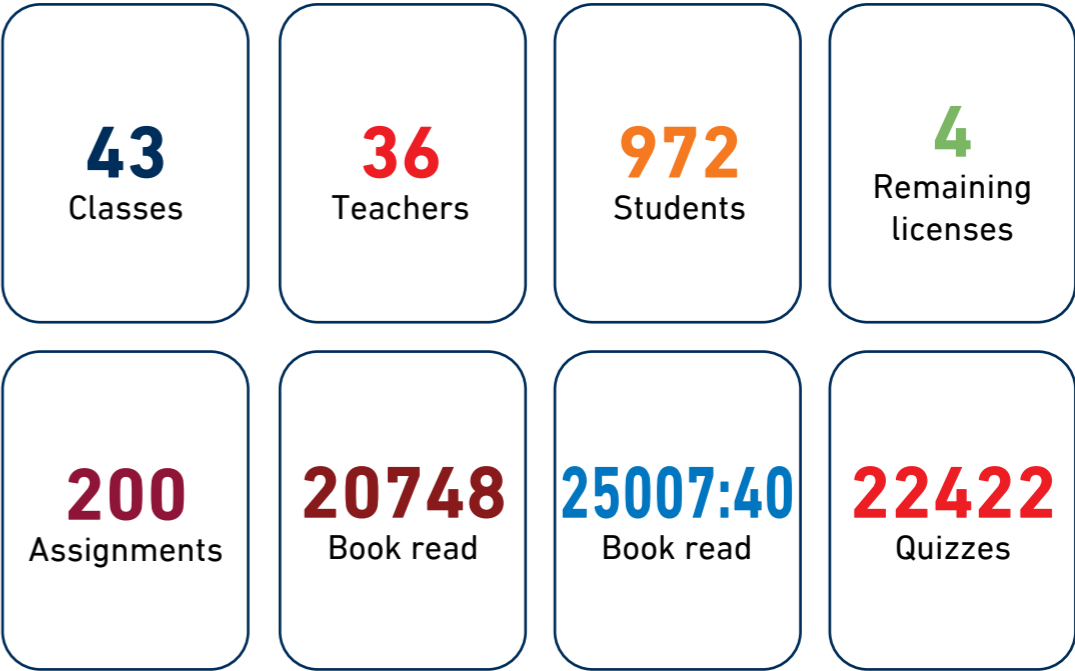 43
Classes
36
Teachers
972
Students
4
Remaining
licenses
200
Assignments
20748
Book read
25007:40
Book read
22422
Quizzes